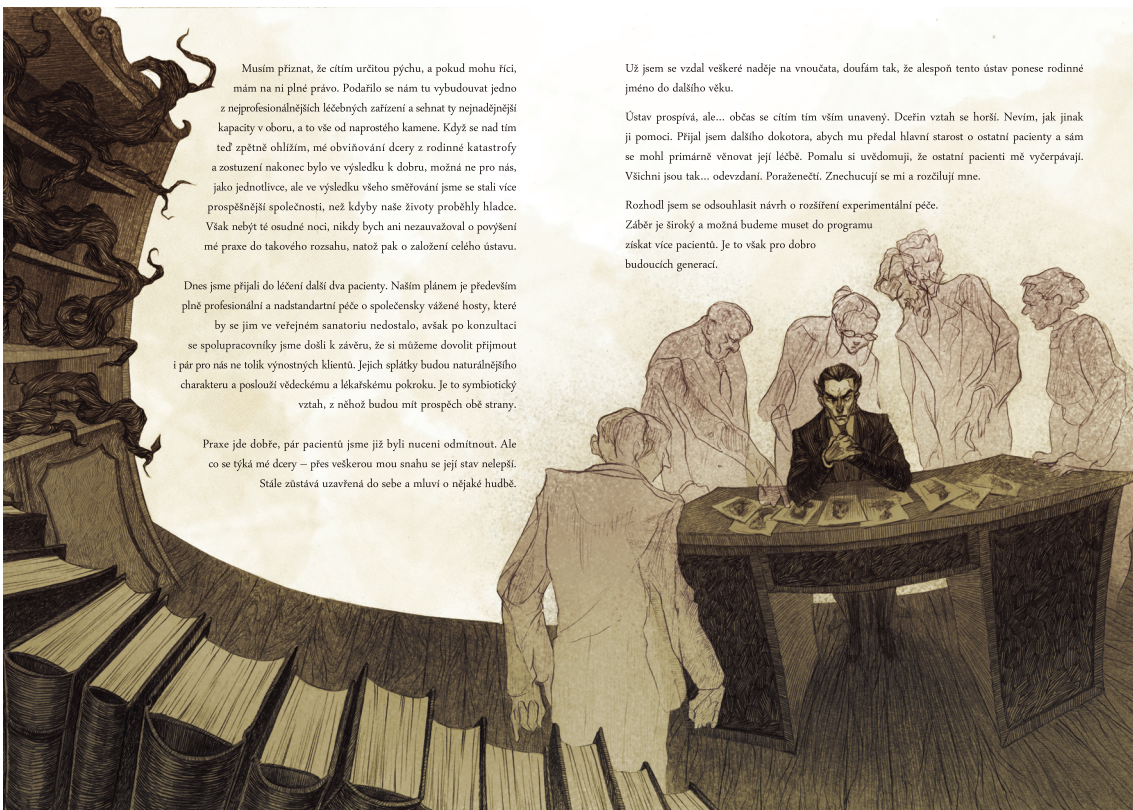 Musím přiznat, že cítím určitou pýchu, a pokud mohu říci,
mám na ni plné právo. Podařilo se nám tu vybudovat jedno
z nejprofesionálnějších léčebných zařízení a sehnat ty nejnadějnější
kapacity v oboru, a to vše od naprostého kamene. Když se nad tím
teď zpětně ohlížím, mé obviňování dcery z rodinné katastrofy
a zostuzení nakonec bylo ve výsledku k dobru, možná ne pro nás,
jako jednotlivce, ale ve výsledku všeho směřování jsme se stali více
prospěšnější společnosti, než kdyby naše životy proběhly hladce.
Však nebýt té osudné noci, nikdy bych ani nezauvažoval o povýšení
mé praxe do takového rozsahu, natož pak o založení celého ústavu.
Dnes jsme přijali do léčení další dva pacienty. Naším plánem je především
plně profesionální a nadstandartní péče o společensky vážené hosty, které
by se jim ve veřejném sanatoriu nedostalo, avšak po konzultaci
se spolupracovníky jsme došli k závěru, že si můžeme dovolit přijmout
i pár pro nás ne tolik výnostných klientů. Jejich splátky budou naturálnějšího
charakteru a poslouží vědeckému a lékařskému pokroku. Je to symbiotický
vztah, z něhož budou mít prospěch obě strany.
Praxe jde dobře, pár pacientů jsme již byli nuceni odmítnout. Ale
co se týká mé dcery – přes veškerou mou snahu se její stav nelepší.
Stále zůstává uzavřená do sebe a mluví o nějaké hudbě.
Už jsem se vzdal veškeré naděje na vnoučata, doufám tak, že alespoň tento ústav ponese rodinné
jméno do dalšího věku.
Ústav prospívá, ale... občas se cítím tím vším unavený. Dceřin vztah se horší. Nevím, jak jinak
ji pomoci. Přijal jsem dalšího dokotora, abych mu předal hlavní starost o ostatní pacienty a sám
se mohl primárně věnovat její léčbě. Pomalu si uvědomuji, že ostatní pacienti mě vyčerpávají.
Všichni jsou tak... odevzdaní. Poraženečtí. Znechucují se mi a rozčilují mne.
Rozhodl jsem se odsouhlasit návrh o rozšíření experimentální péče.
Záběr je široký a možná budeme muset do programu
získat více pacientů. Je to však pro dobro
budoucích generací.